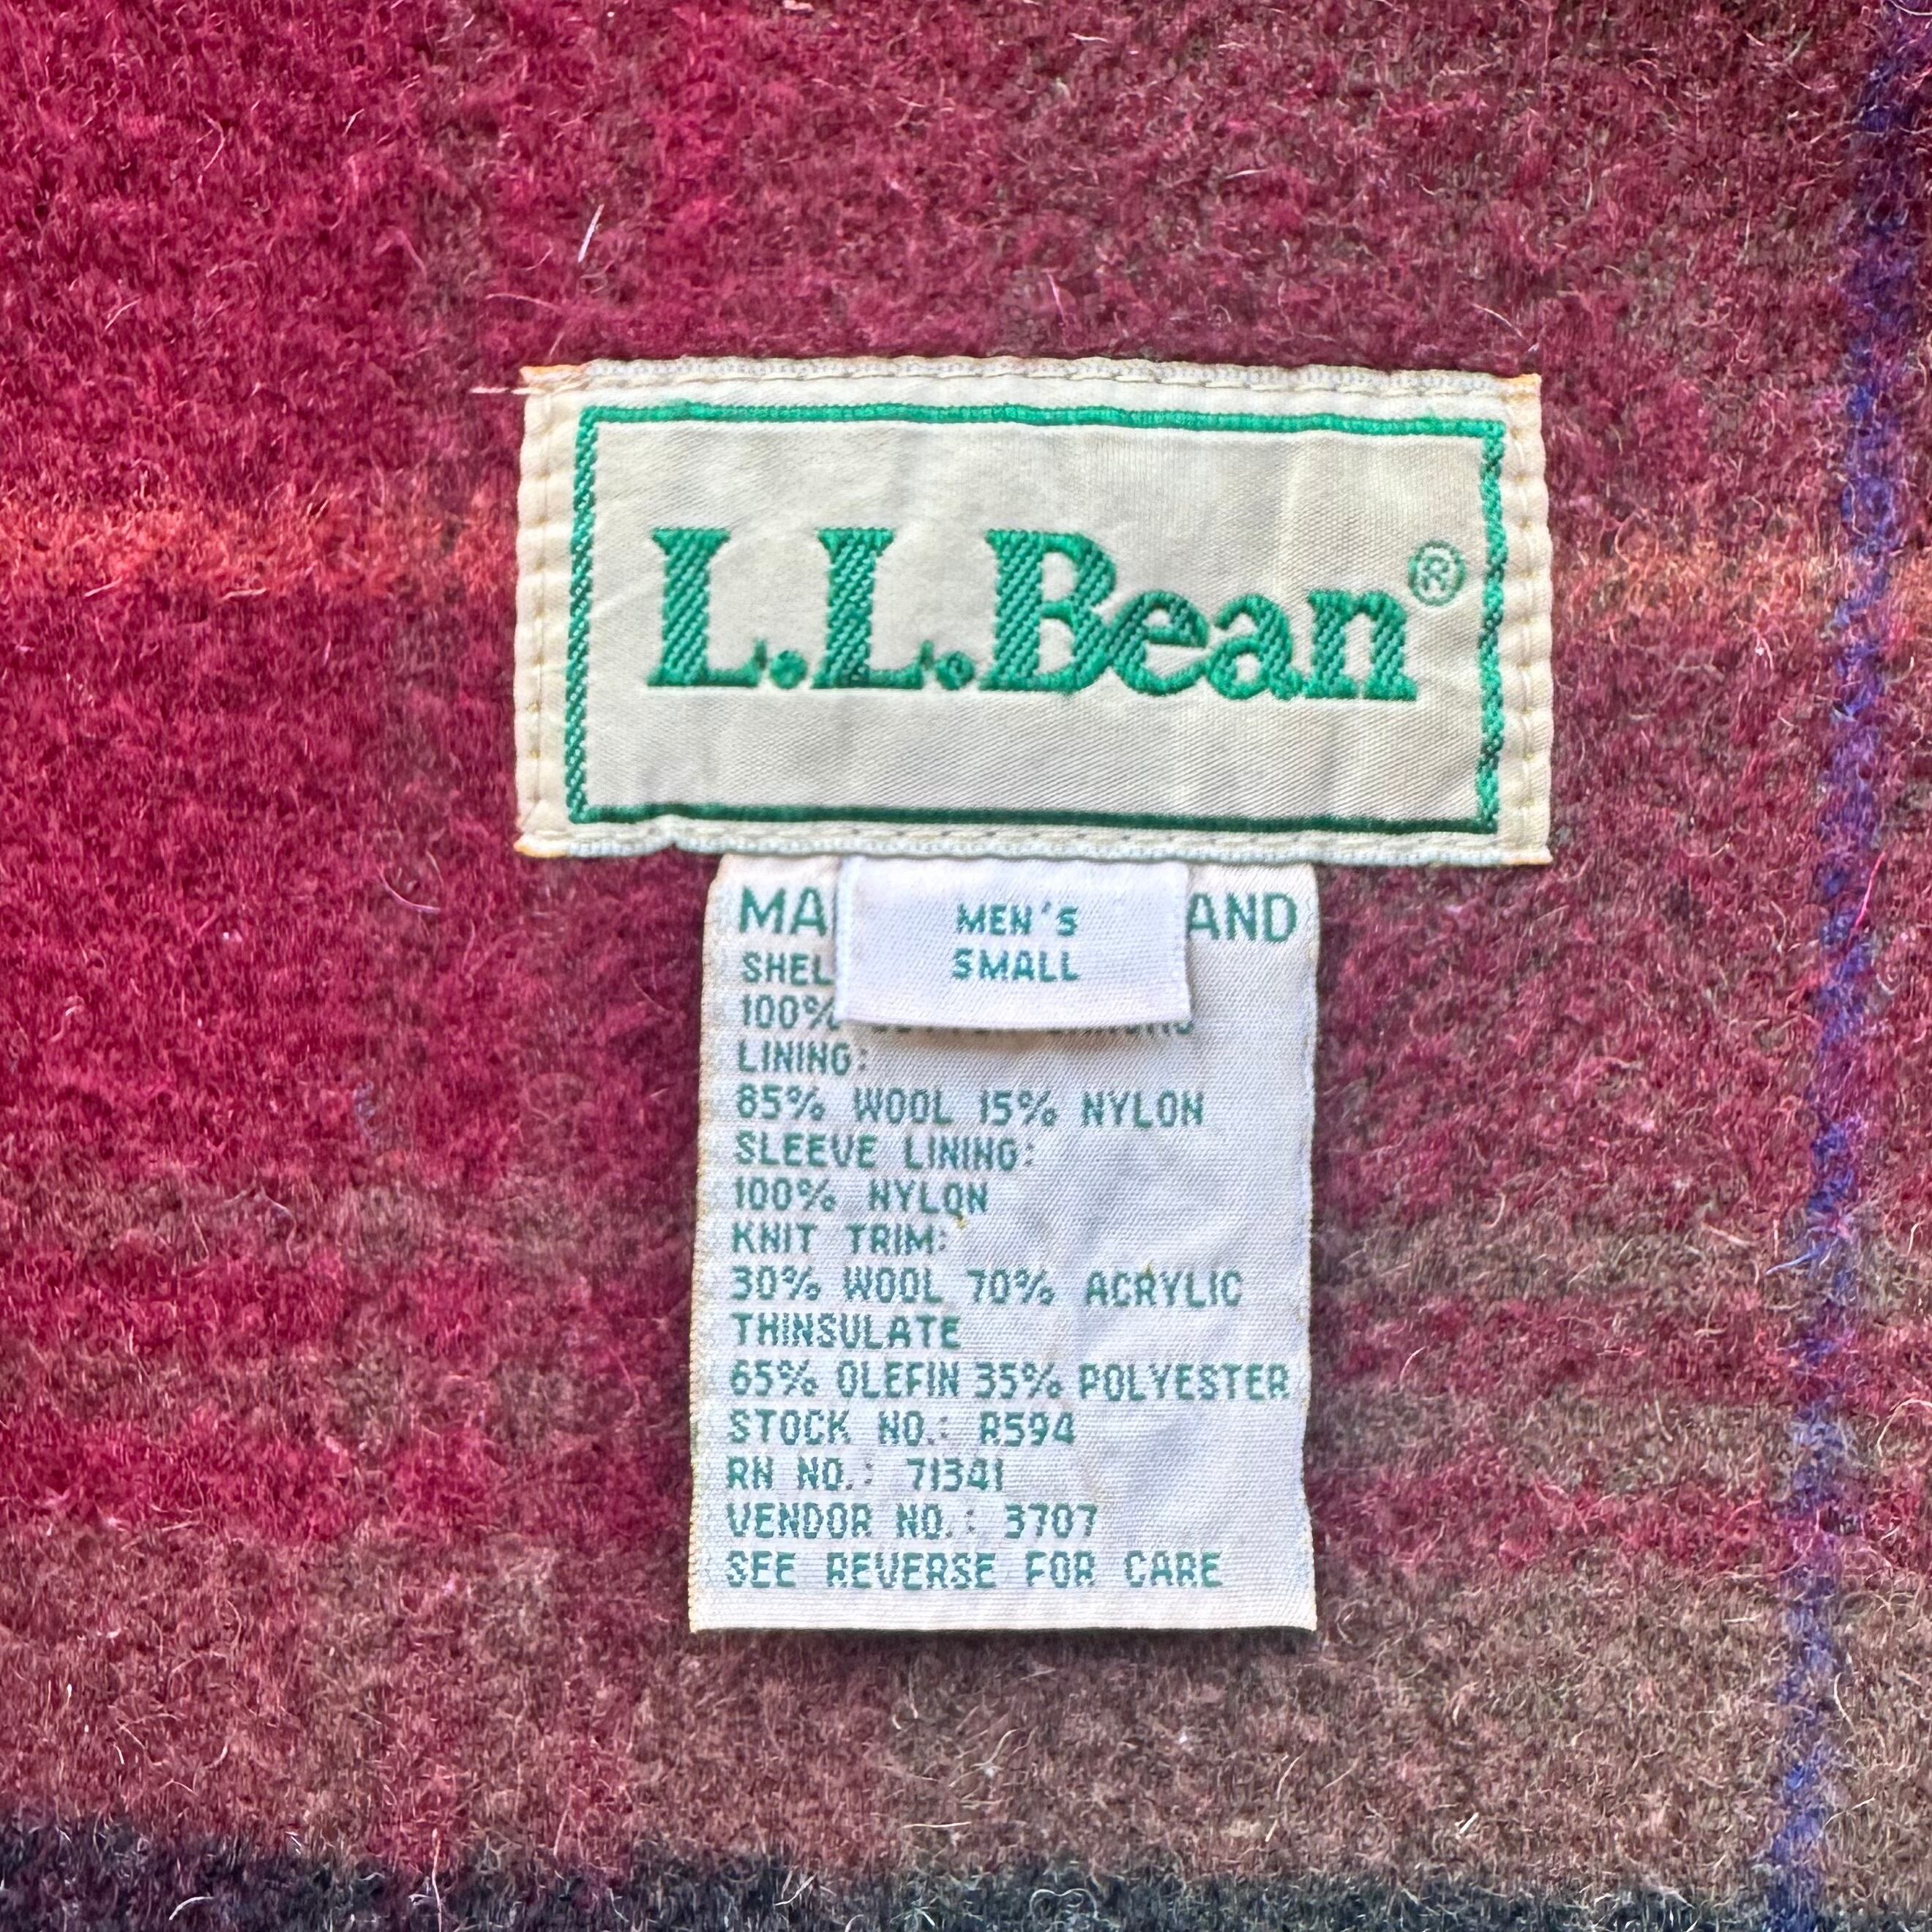 L.L.Bean®
MEN'S
SMALL
MA AND
SHEL
100%
LINING:
85% WOOL 15% NYLON
SLEEVE LINING:
100% NYLON
KNIT TRIM:
30% WOOL 70% ACRYLIC
THINSULATE
65% OLEFIN 35% POLYESTER
STOCK NO.: R594
RN NO.: 71341
VENDOR NO.: 3707
SEE REVERSE FOR CARE